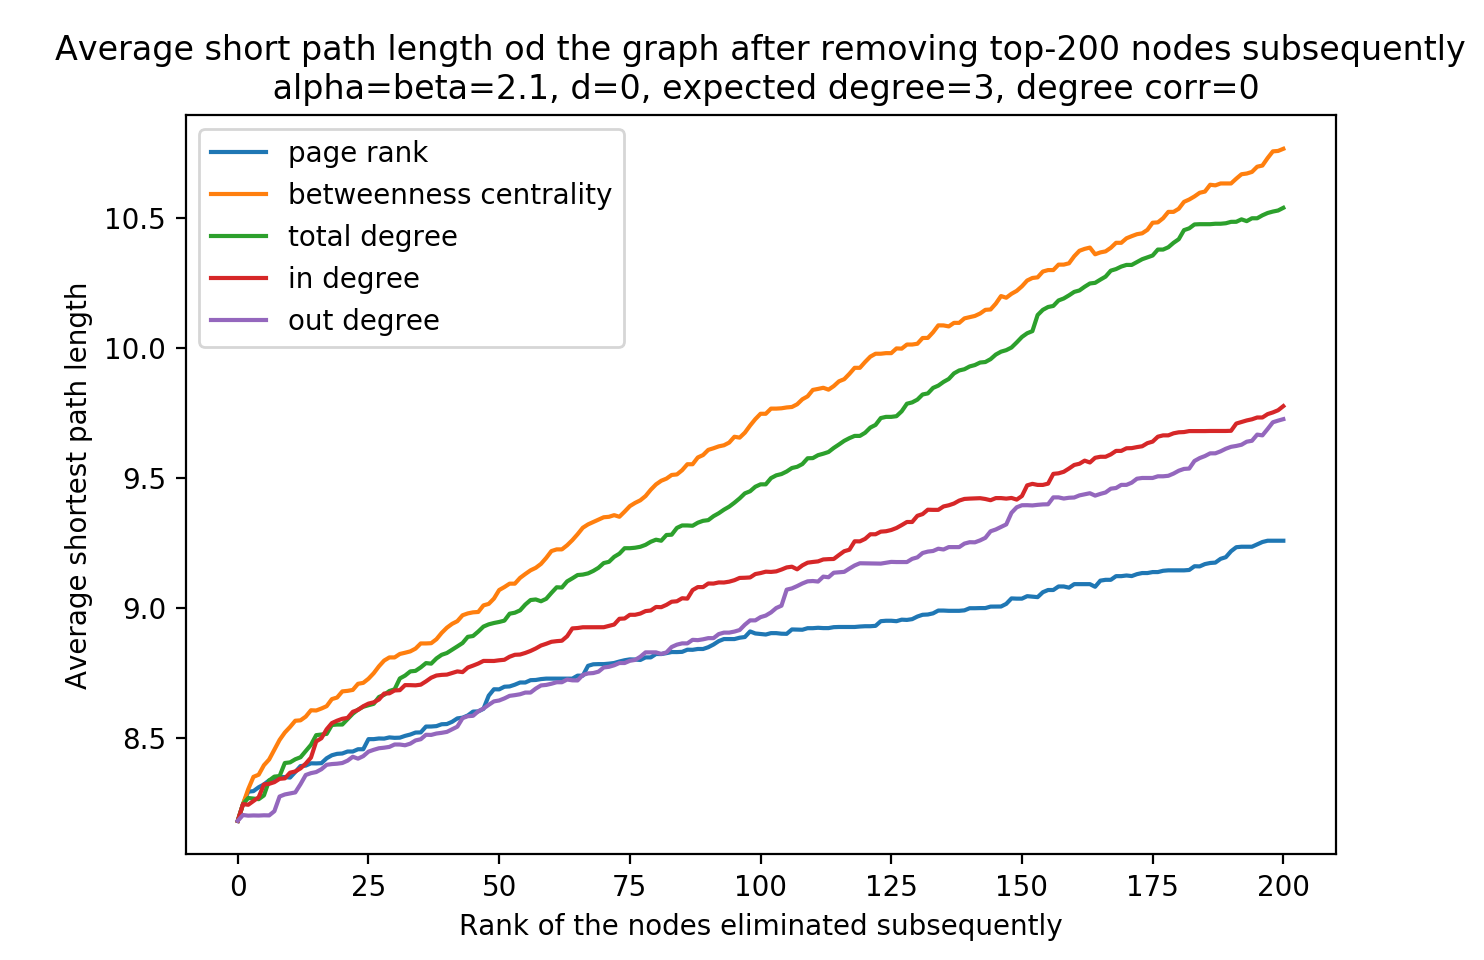 Average short path length od the graph after removing top-200 nodes subsequently
alpha=beta=2.1, d=0, expected degree=3, degree corr=0
page rank
betweenness centrality
total degree
in degree
out degree
Average shortest path length
10.5
10.0
9.5
9.0
8.5
0 25 50 75 100 125 150 175 200
Rank of the nodes eliminated subsequently